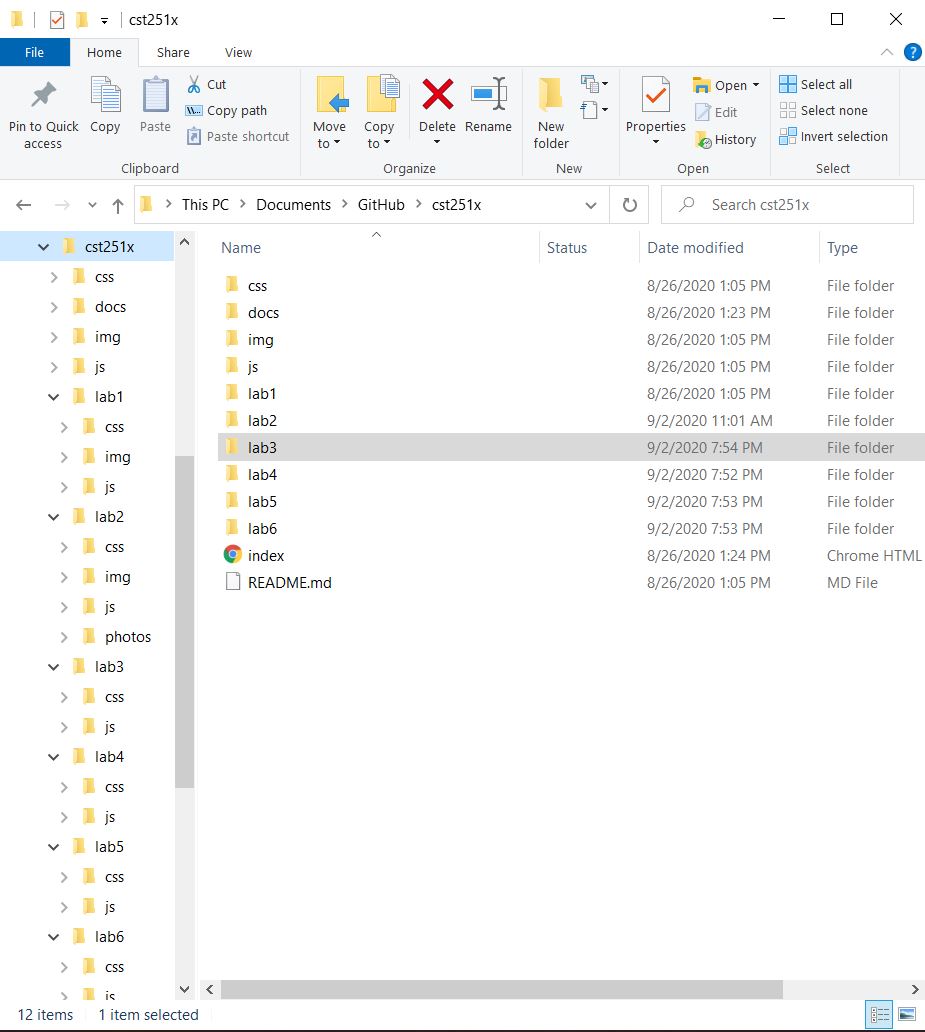 cst251x
File Home Share View
Pin to Quick access
Copy
Paste
Cut
Copy path
Paste shortcut
Clipboard
Move to
Copy to
Delete
Rename
Organize
New folder
New
Properties
Open
Edit
History
Open
Select all
Select none
Invert selection
Select
This PC > Documents > GitHub > cst251x
Search cst251x
cst251x
css
docs
img
js
lab1
css
img
js
lab2
css
img
js
photos
lab3
css
js
lab4
css
js
lab5
css
js
lab6
css
js
Name Status Date modified Type
css 8/26/2020 1:05 PM File folder
docs 8/26/2020 1:23 PM File folder
img 8/26/2020 1:05 PM File folder
js 8/26/2020 1:05 PM File folder
lab1 8/26/2020 1:05 PM File folder
lab2 9/2/2020 11:01 AM File folder
lab3 9/2/2020 7:54 PM File folder
lab4 9/2/2020 7:52 PM File folder
lab5 9/2/2020 7:53 PM File folder
lab6 9/2/2020 7:53 PM File folder
index 8/26/2020 1:24 PM Chrome HTML
README.md 8/26/2020 1:05 PM MD File
12 items 1 item selected